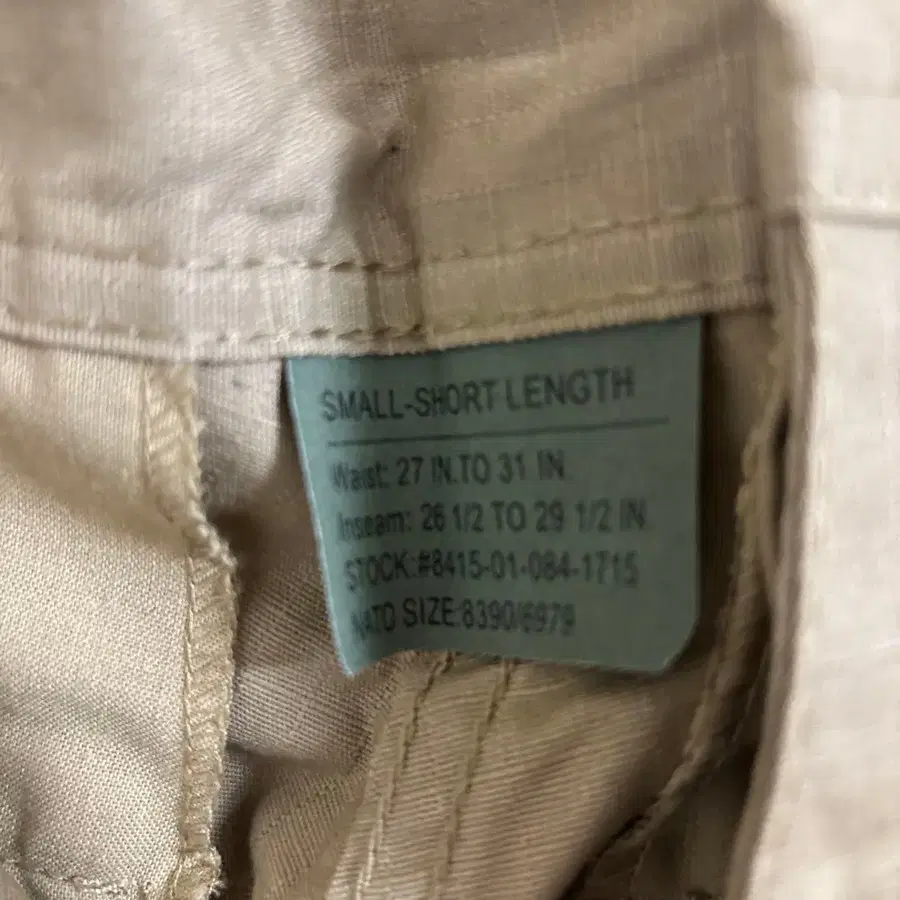 SMALL-SHORT LENGTH
Waist: 27 IN.TO 31 IN.
Inseam: 26 1/2 TO 29 1/2 IN.
STOCK:#8415-01-084-1715
NATO SIZE:8390/6979